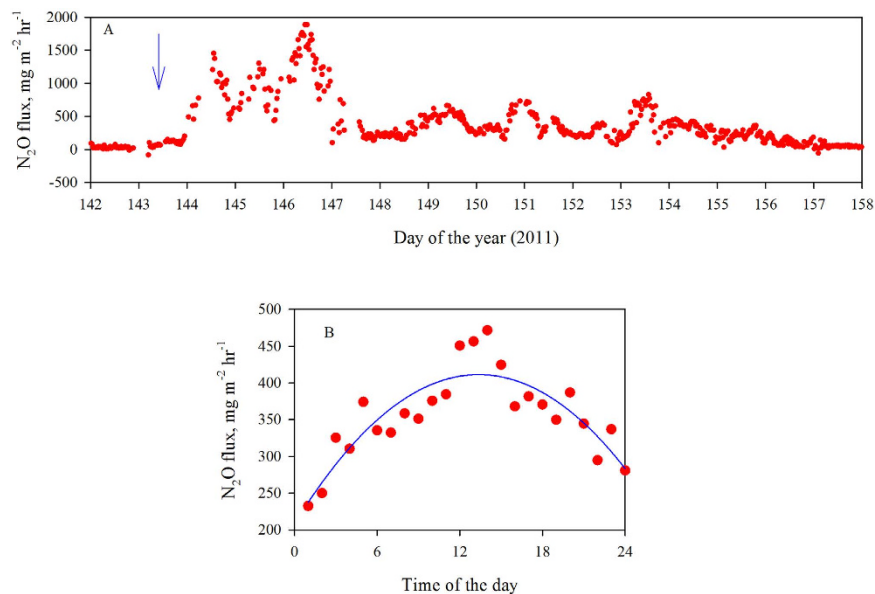 A
N₂O flux, mg m⁻² hr⁻¹
2000
1500
1000
500
0
-500
142 143 144 145 146 147 148 149 150 151 152 153 154 155 156 157 158
Day of the year (2011)
B
N₂O flux, mg m⁻² hr⁻¹
500
450
400
350
300
250
200
0 6 12 18 24
Time of the day